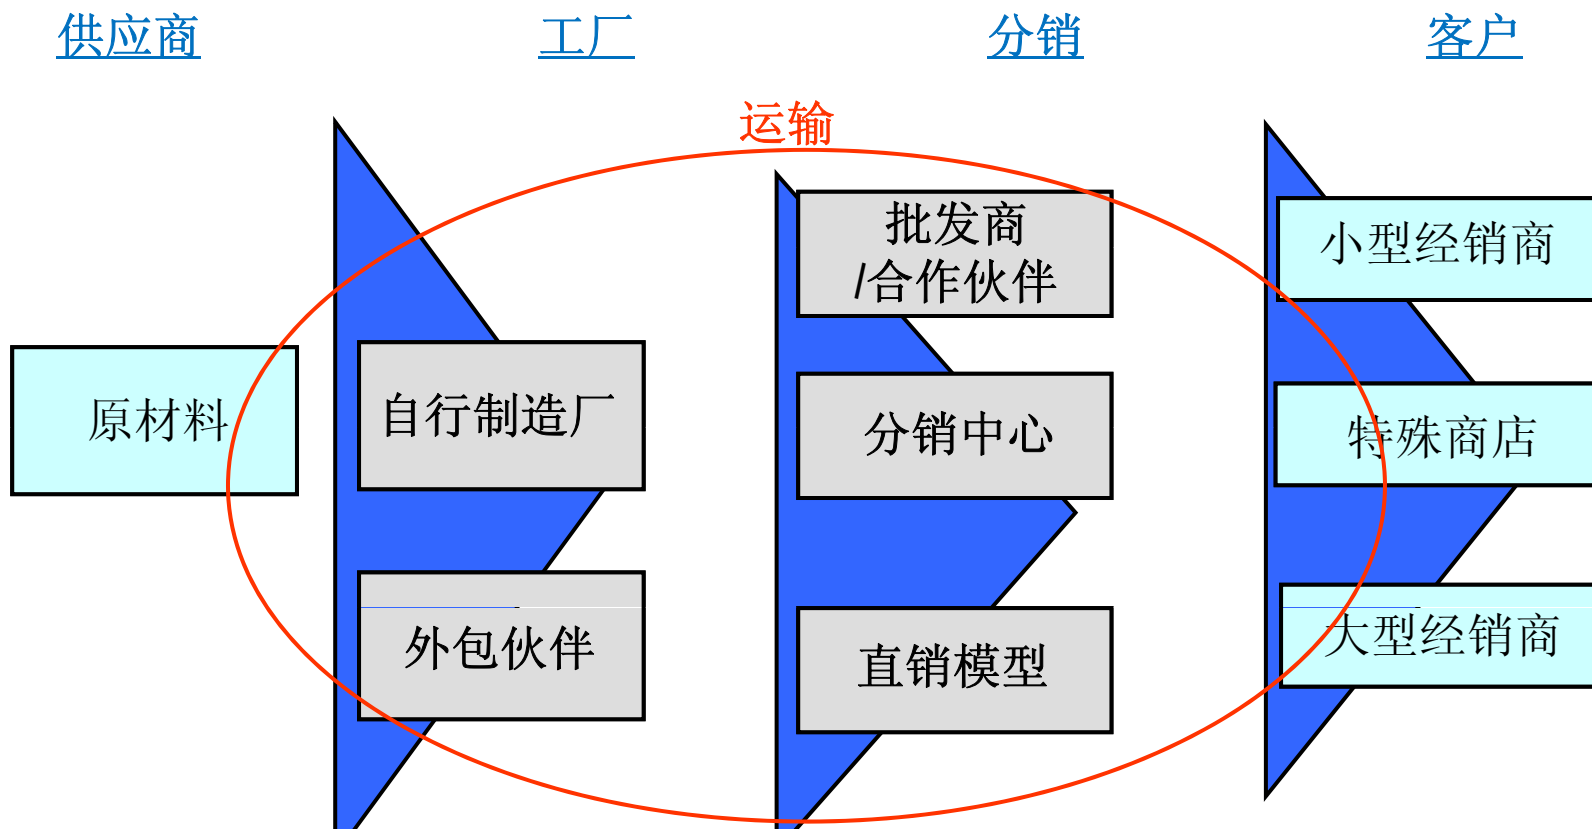 供应商
工厂
分销
客户
运输
批发商
/合作伙伴
小型经销商
原材料
自行制造厂
分销中心
特殊商店
外包伙伴
直销模型
大型经销商